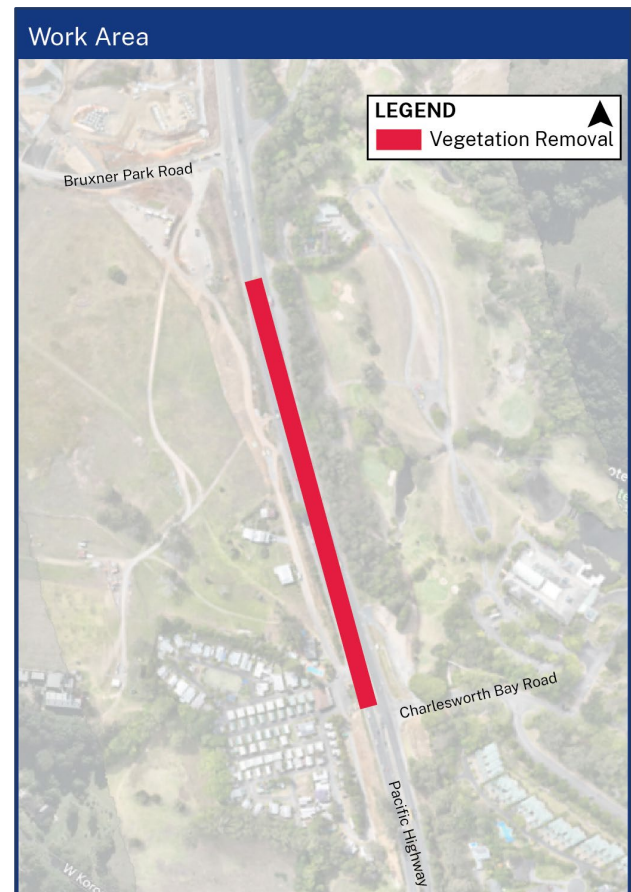 Work Area
LEGEND
Vegetation Removal
Bruxner Park Road
Charlesworth Bay Road
Pacific Highway